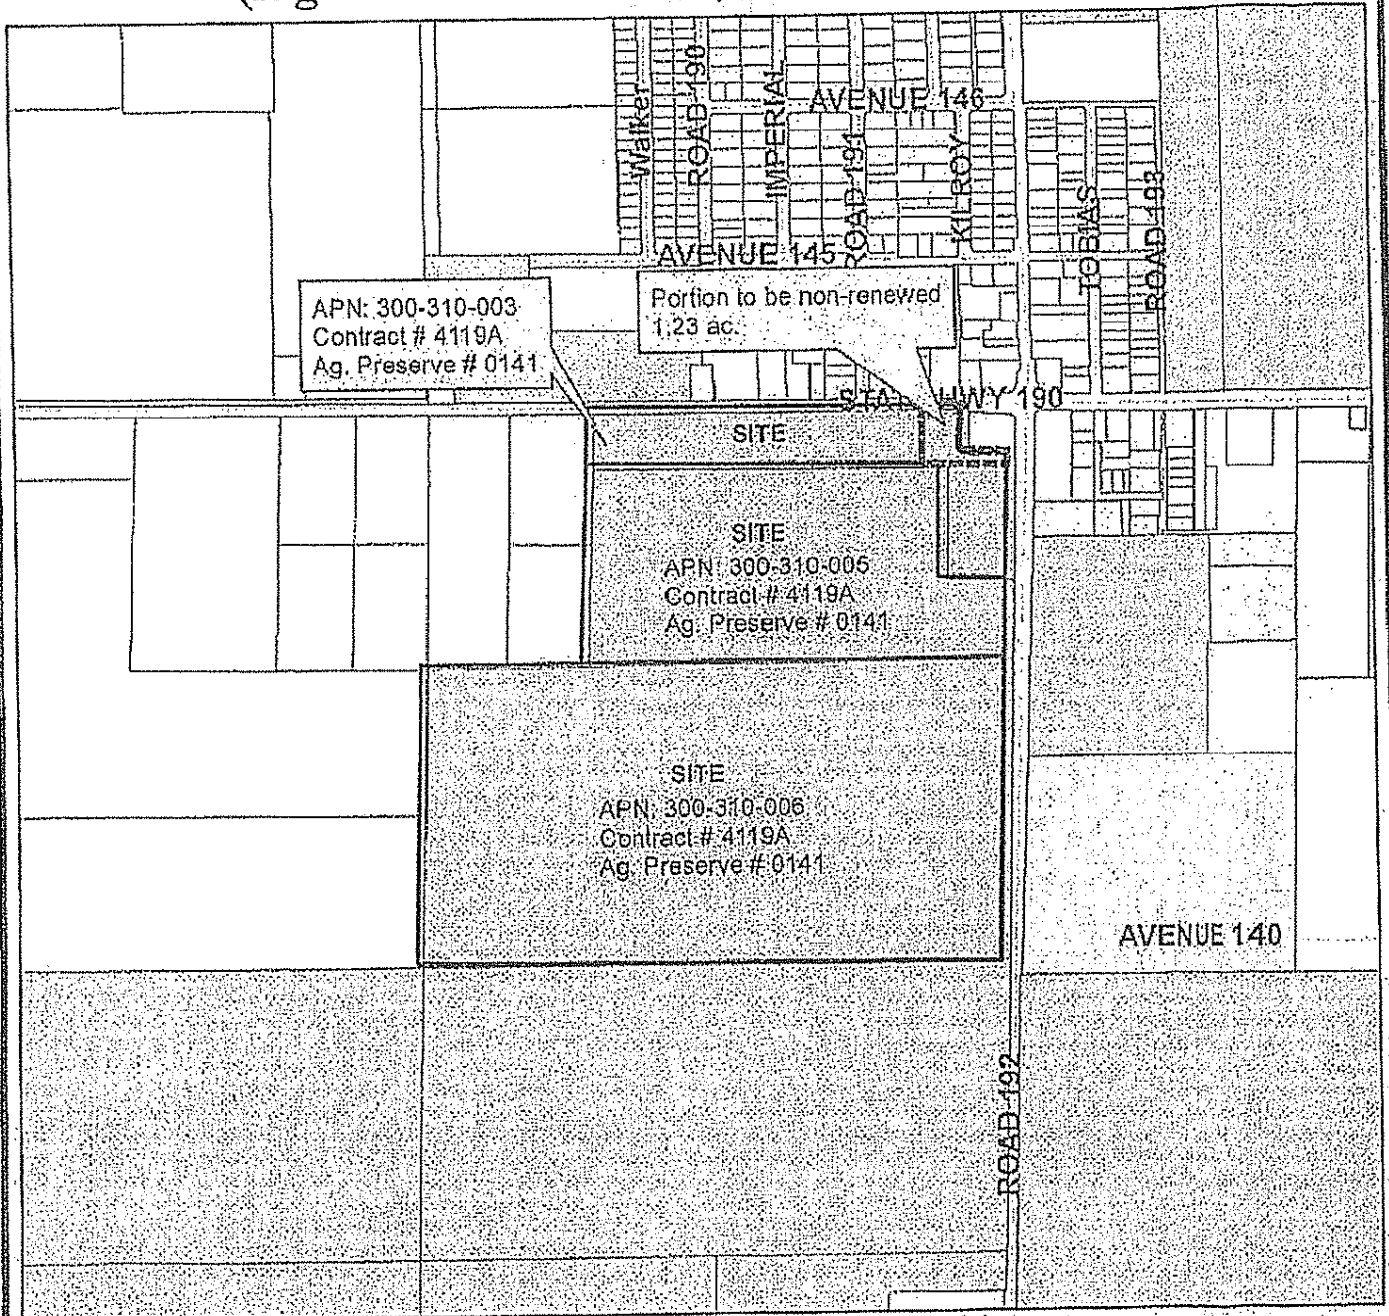 Walker
ROAD 190
IMPERIAL
AVENUE 146
ROAD 191
KILROY
TOBIAS
ROAD 193
AVENUE 145
APN: 300-310-003
Contract # 4119A
Ag. Preserve # 0141
Portion to be non-renewed
1.23 ac.
HWY 190
SITE
SITE
APN: 300-310-005
Contract # 4119A
Ag. Preserve # 0141
SITE
APN: 300-310-006
Contract # 4119A
Ag. Preserve # 0141
AVENUE 140
ROAD 192